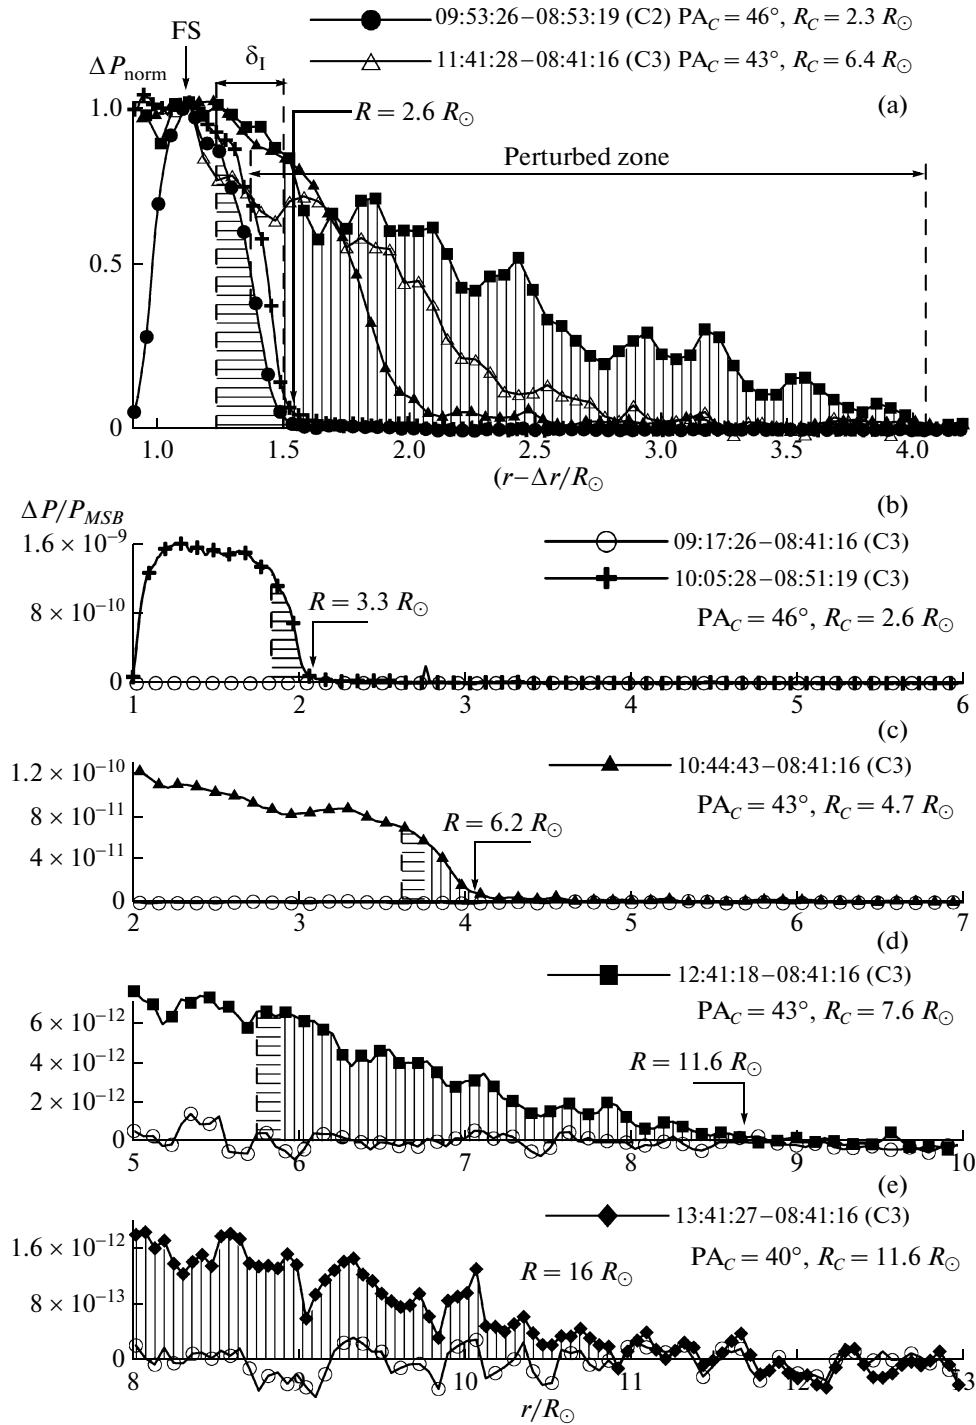 09:53:26–08:53:19 (C2) PA_C = 46°, R_C = 2.3 R☉
11:41:28–08:41:16 (C3) PA_C = 43°, R_C = 6.4 R☉
FS
δ_I
ΔP_norm
(a)
R = 2.6 R☉
Perturbed zone
1.0
0.5
0
1.0 1.5 2.0 2.5 3.0 3.5 4.0
(r–Δr/R☉
(b)
ΔP/P_MSB
09:17:26–08:41:16 (C3)
10:05:28–08:51:19 (C3)
PA_C = 46°, R_C = 2.6 R☉
R = 3.3 R☉
1.6 × 10⁻⁹
8 × 10⁻¹⁰
0
1 2 3 4 5 6
(c)
10:44:43–08:41:16 (C3)
PA_C = 43°, R_C = 4.7 R☉
R = 6.2 R☉
1.2 × 10⁻¹⁰
8 × 10⁻¹¹
4 × 10⁻¹¹
0
2 3 4 5 6 7
(d)
12:41:18–08:41:16 (C3)
PA_C = 43°, R_C = 7.6 R☉
R = 11.6 R☉
6 × 10⁻¹²
4 × 10⁻¹²
2 × 10⁻¹²
0
5 6 7 8 9 10
(e)
13:41:27–08:41:16 (C3)
PA_C = 40°, R_C = 11.6 R☉
R = 16 R☉
1.6 × 10⁻¹²
8 × 10⁻¹³
0
8 9 10 11 12 13
r/R☉